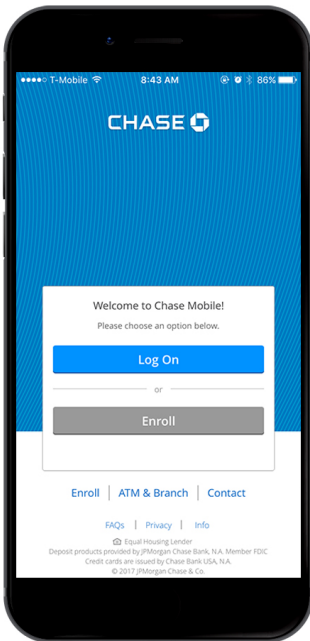 T-Mobile 8:43 AM 86%
CHASE
Welcome to Chase Mobile!
Please choose an option below.
Log On
or
Enroll
Enroll | ATM & Branch | Contact
FAQs | Privacy | Info
Equal Housing Lender
Deposit products provided by JPMorgan Chase Bank, N.A. Member FDIC
Credit cards are issued by Chase Bank USA, N.A.
© 2017 JPMorgan Chase & Co.